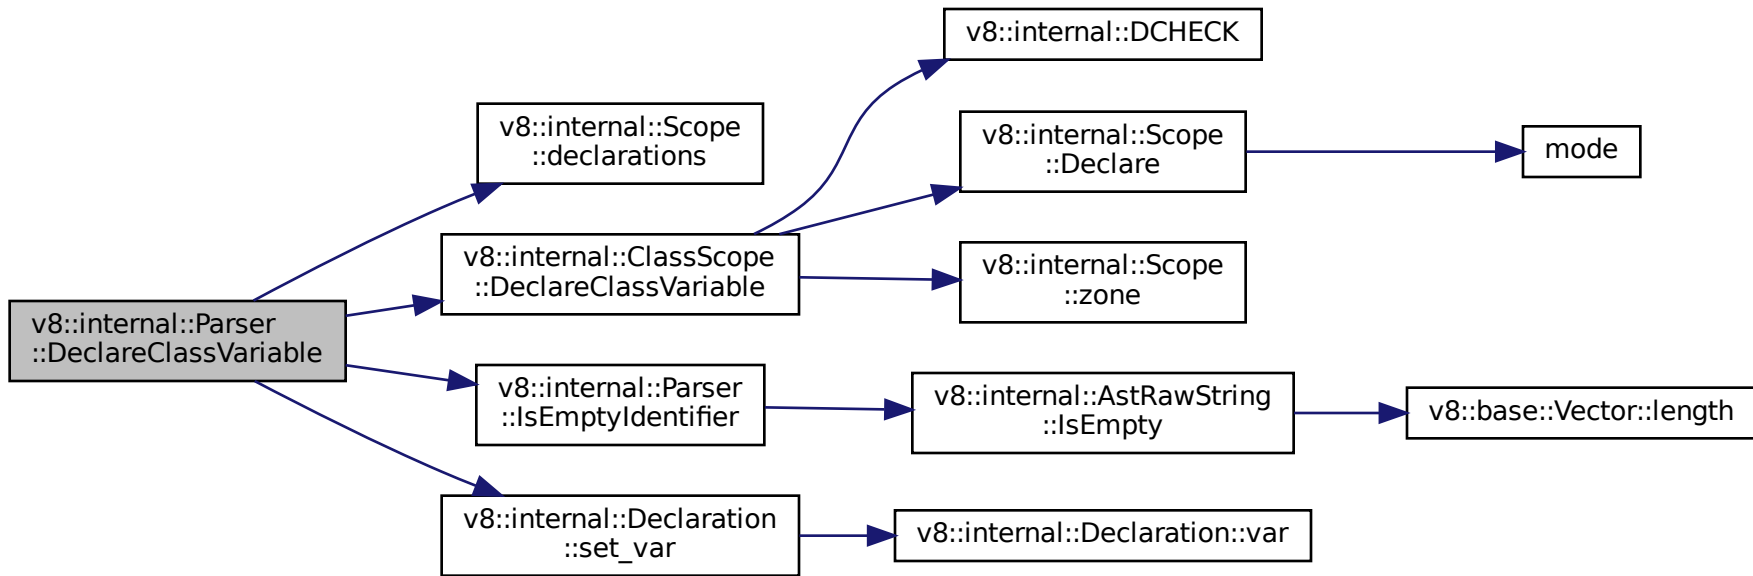 v8::internal::Parser
::DeclareClassVariable
v8::internal::Scope
::declarations
v8::internal::ClassScope
::DeclareClassVariable
v8::internal::Parser
::IsEmptyIdentifier
v8::internal::Declaration
::set_var
v8::internal::DCHECK
v8::internal::Scope
::Declare
v8::internal::Scope
::zone
v8::internal::AstRawString
::IsEmpty
v8::internal::Declaration::var
mode
v8::base::Vector::length